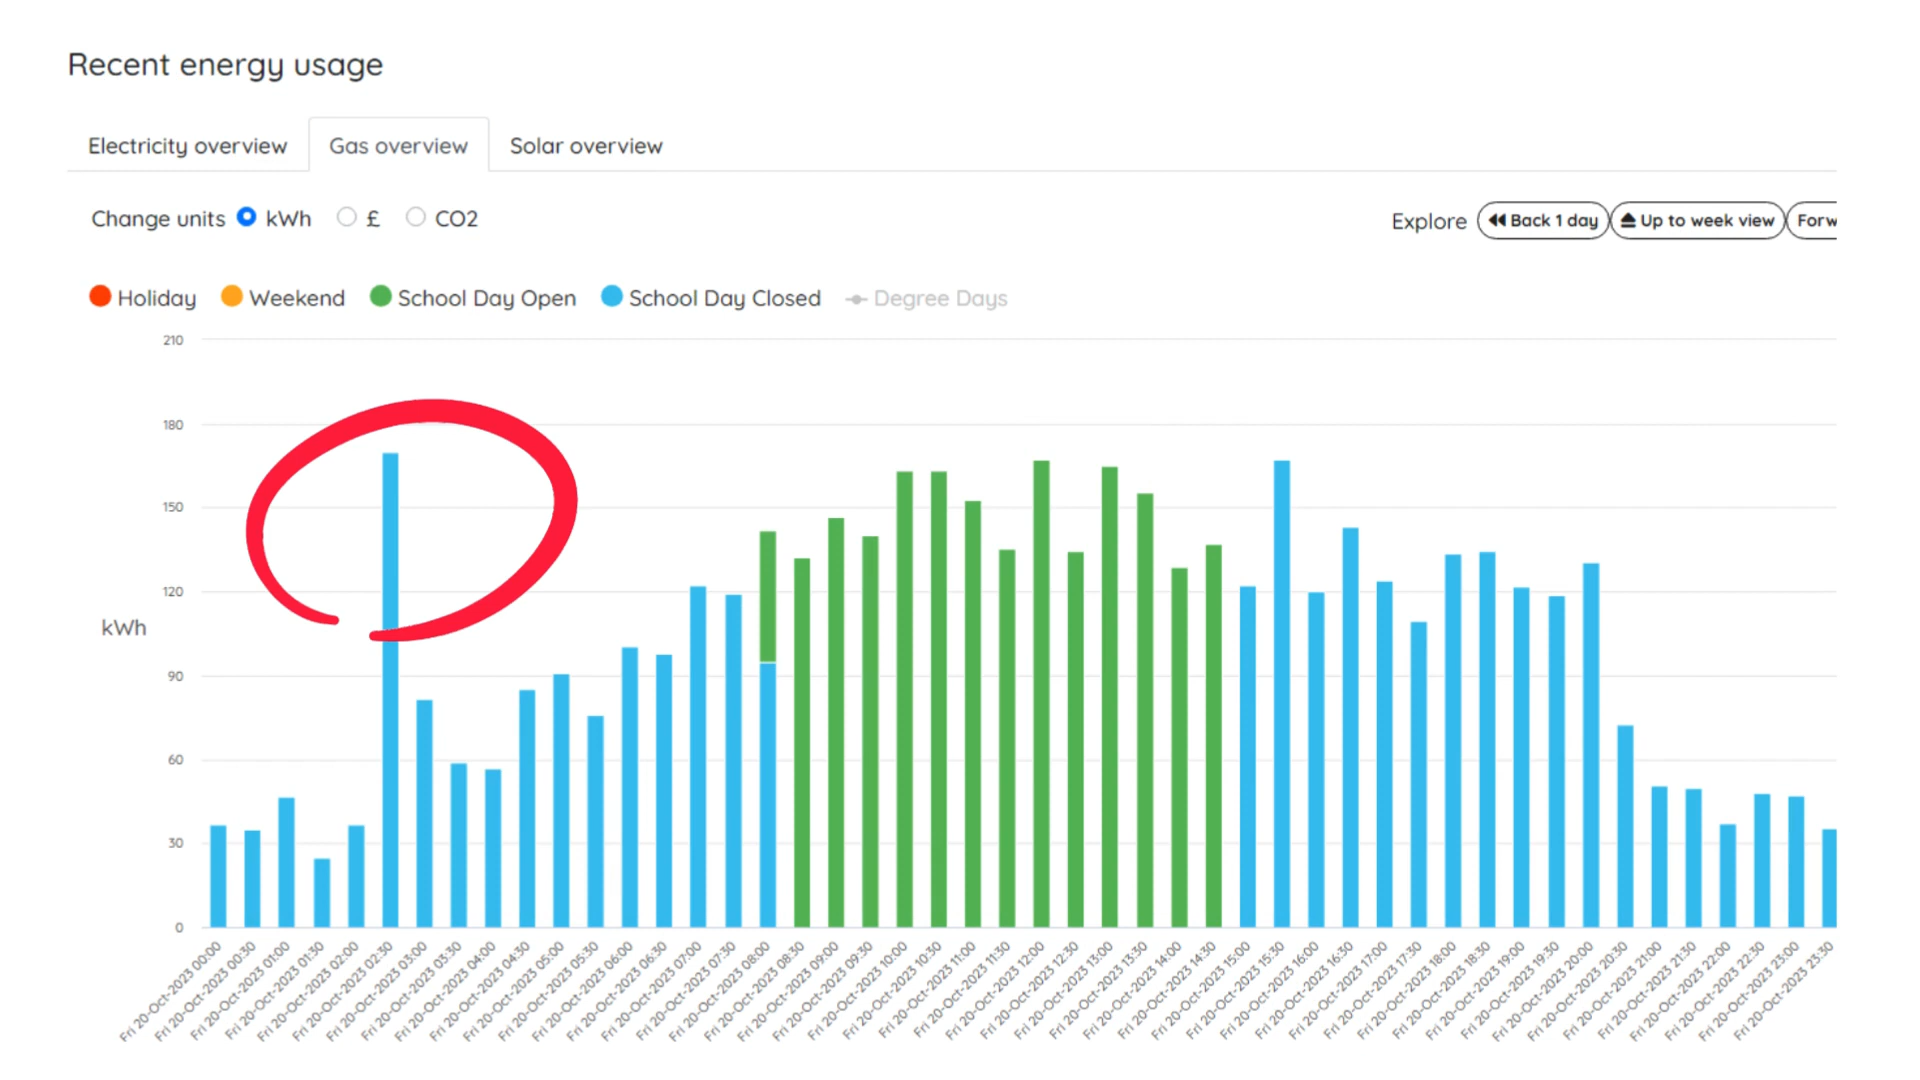 Recent energy usage
Electricity overview Gas overview Solar overview
Change units kWh £ CO2 Explore Back 1 day Up to week view Forw
Holiday Weekend School Day Open School Day Closed Degree Days
210
180
150
120
kWh
90
60
30
0
Fri 20-Oct-2023 00:00
Fri 20-Oct-2023 00:30
Fri 20-Oct-2023 01:00
Fri 20-Oct-2023 01:30
Fri 20-Oct-2023 02:00
Fri 20-Oct-2023 02:30
Fri 20-Oct-2023 03:00
Fri 20-Oct-2023 03:30
Fri 20-Oct-2023 04:00
Fri 20-Oct-2023 04:30
Fri 20-Oct-2023 05:00
Fri 20-Oct-2023 05:30
Fri 20-Oct-2023 06:00
Fri 20-Oct-2023 06:30
Fri 20-Oct-2023 07:00
Fri 20-Oct-2023 07:30
Fri 20-Oct-2023 08:00
Fri 20-Oct-2023 08:30
Fri 20-Oct-2023 09:00
Fri 20-Oct-2023 09:30
Fri 20-Oct-2023 10:00
Fri 20-Oct-2023 10:30
Fri 20-Oct-2023 11:00
Fri 20-Oct-2023 11:30
Fri 20-Oct-2023 12:00
Fri 20-Oct-2023 12:30
Fri 20-Oct-2023 13:00
Fri 20-Oct-2023 13:30
Fri 20-Oct-2023 14:00
Fri 20-Oct-2023 14:30
Fri 20-Oct-2023 15:00
Fri 20-Oct-2023 15:30
Fri 20-Oct-2023 16:00
Fri 20-Oct-2023 16:30
Fri 20-Oct-2023 17:00
Fri 20-Oct-2023 17:30
Fri 20-Oct-2023 18:00
Fri 20-Oct-2023 18:30
Fri 20-Oct-2023 19:00
Fri 20-Oct-2023 19:30
Fri 20-Oct-2023 20:00
Fri 20-Oct-2023 20:30
Fri 20-Oct-2023 21:00
Fri 20-Oct-2023 21:30
Fri 20-Oct-2023 22:00
Fri 20-Oct-2023 22:30
Fri 20-Oct-2023 23:00
Fri 20-Oct-2023 23:30